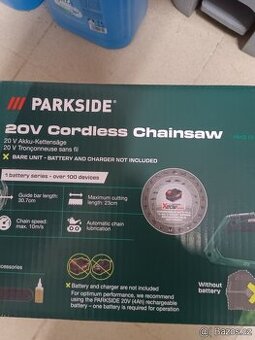 /// PARKSIDE®
20V Cordless Chainsaw
20 V Akku-Kettensäge
20 V Tronçonneuse sans fil
✕ BARE UNIT - BATTERY AND CHARGER NOT INCLUDED
1 battery series - over 100 devices
Guide bar length:
30.7cm
Maximum cutting
length: 23cm
Chain speed:
max. 10m/s
Automatic chain
lubrication
Without
battery
✕ Battery and charger are not included
For optimum performance, we recommend
using the PARKSIDE 20V (4Ah) rechargeable
battery - one battery is required for operation